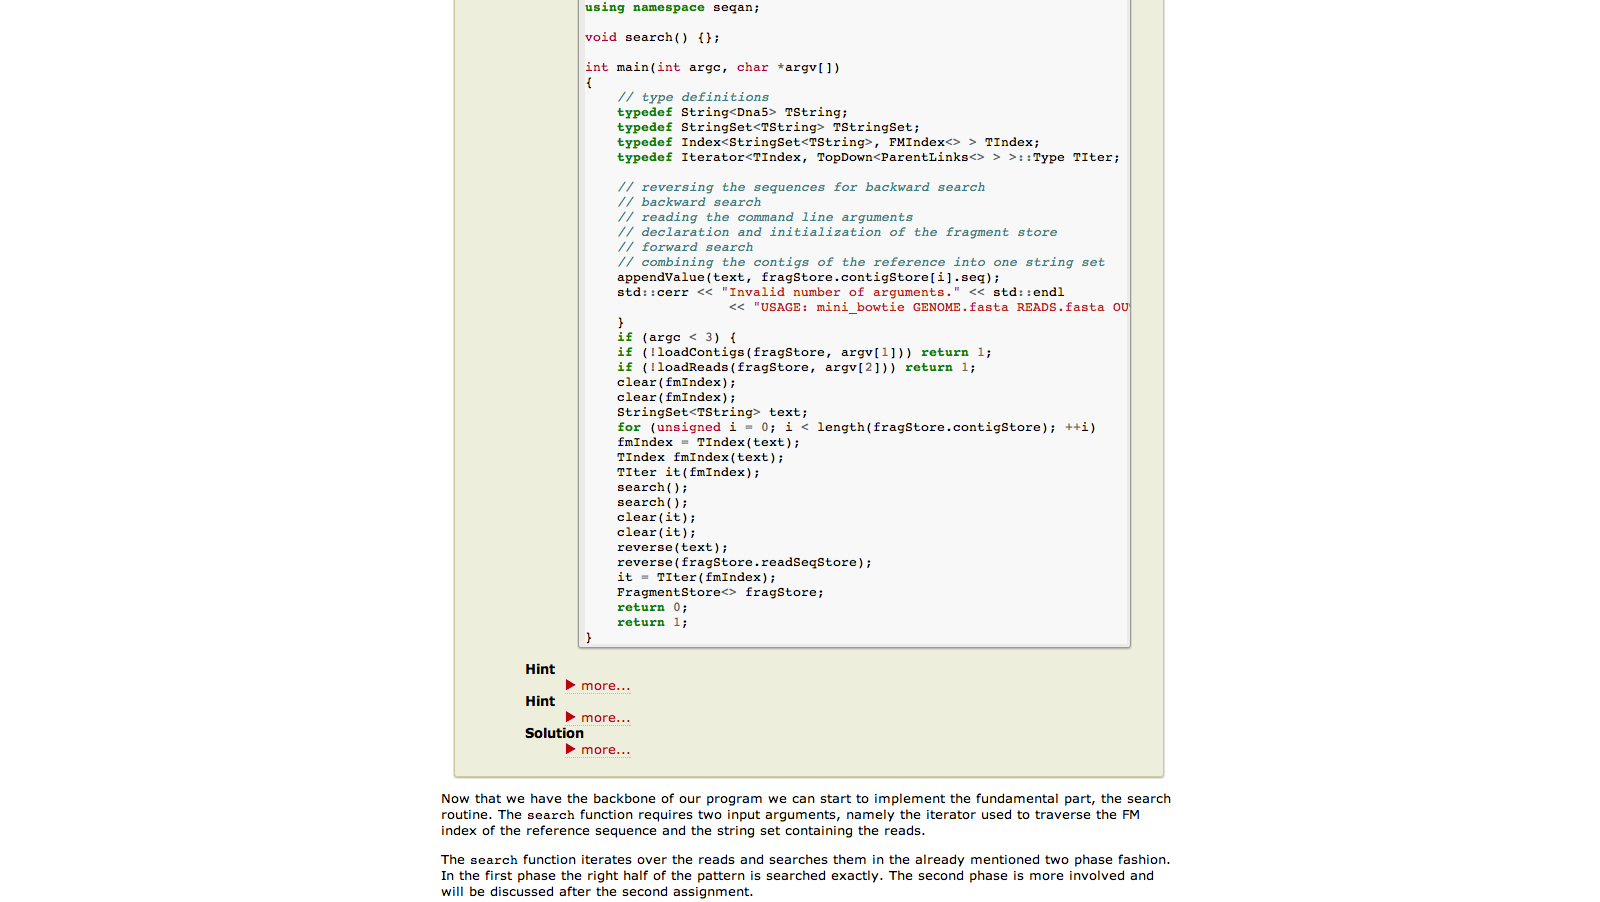 using namespace seqan;
void search() {};
int main(int argc, char *argv[])
{
// type definitions
typedef String<Dna5> TString;
typedef StringSet<TString> TStringSet;
typedef Index<StringSet<TString>, FMIndex<> > TIndex;
typedef Iterator<TIndex, TopDown<ParentLinks<> > >::Type TIter;
// reversing the sequences for backward search
// backward search
// reading the command line arguments
// declaration and initialization of the fragment store
// forward search
// combining the contigs of the reference into one string set
appendValue(text, fragStore.contigStore[i].seq);
std::cerr << "Invalid number of arguments." << std::endl
<< "USAGE: mini_bowtie GENOME.fasta READS.fasta OU
}
if (argc < 3) {
if (!loadContigs(fragStore, argv[1])) return 1;
if (!loadReads(fragStore, argv[2])) return 1;
clear(fmIndex);
clear(fmIndex);
StringSet<TString> text;
for (unsigned i = 0; i < length(fragStore.contigStore); ++i)
fmIndex = TIndex(text);
TIndex fmIndex(text);
TIter it(fmIndex);
search();
search();
clear(it);
clear(it);
reverse(text);
reverse(fragStore.readSeqStore);
it = TIter(fmIndex);
FragmentStore<> fragStore;
return 0;
return 1;
}
Hint
more...
Hint
more...
Solution
more...
Now that we have the backbone of our program we can start to implement the fundamental part, the search
routine. The search function requires two input arguments, namely the iterator used to traverse the FM
index of the reference sequence and the string set containing the reads.
The search function iterates over the reads and searches them in the already mentioned two phase fashion.
In the first phase the right half of the pattern is searched exactly. The second phase is more involved and
will be discussed after the second assignment.